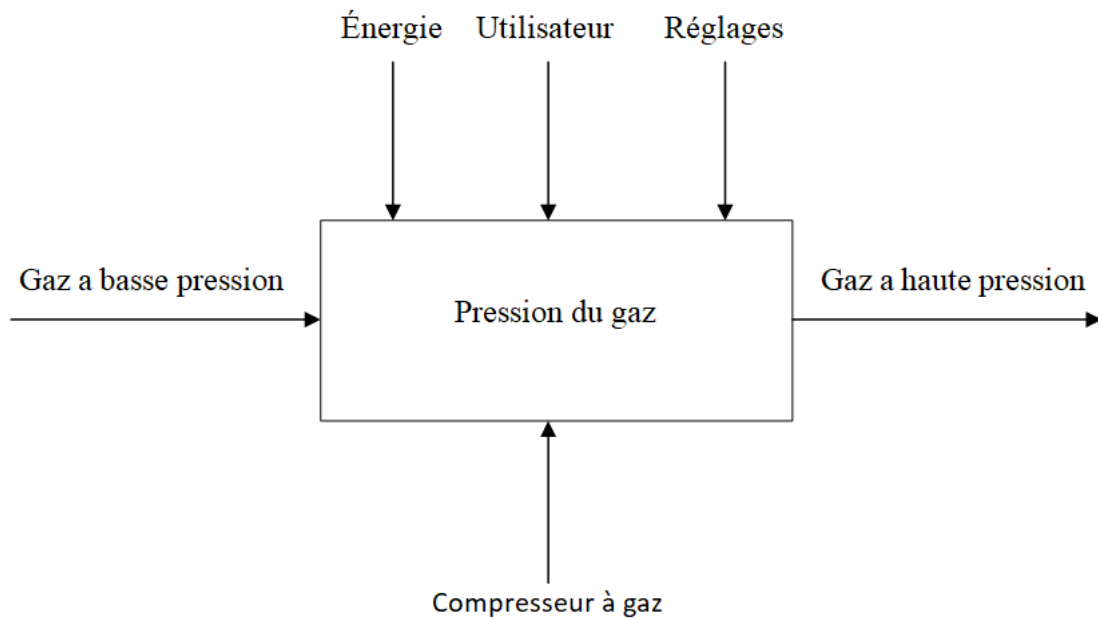 Énergie Utilisateur Réglages
Gaz a basse pression
Gaz a haute pression
Pression du gaz
Compresseur à gaz